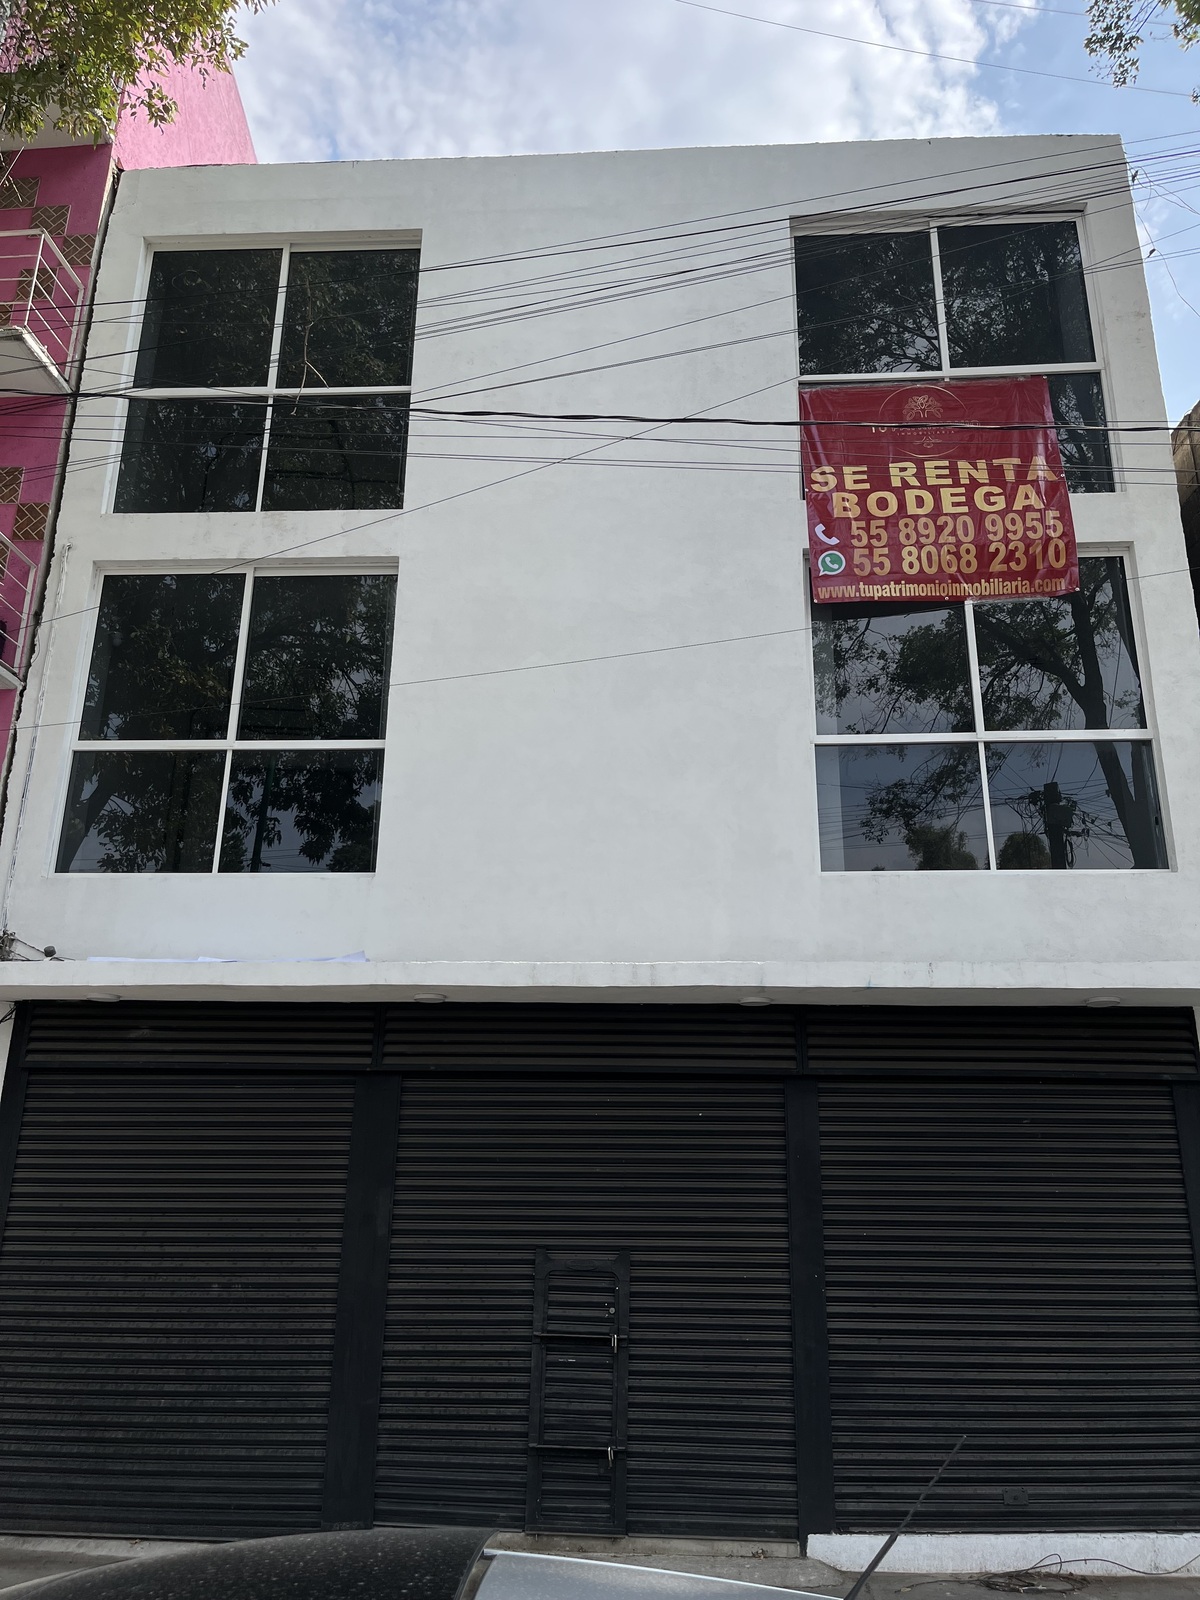 SE RENTA
BODEGA
55 8920 9955
55 8068 2310
www.tupatrimonioinmobiliaria.com